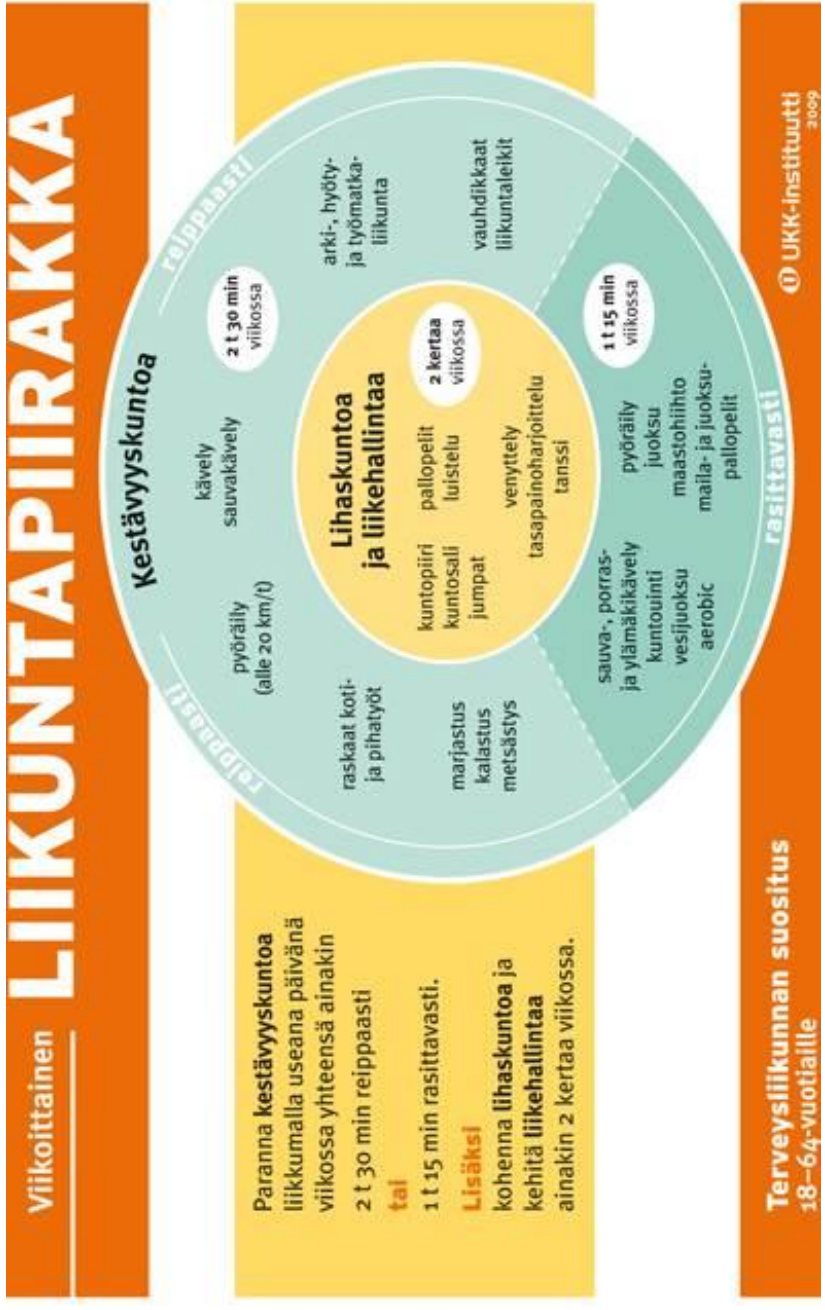 Viikoittainen
LIIKUNTAPIIRAKKA
Paranna kestävyyskuntoa
liikkumalla useana päivänä
viikossa yhteensä ainakin
2 t 30 min reippaasti
tai
1 t 15 min rasittavasti.
Lisäksi
kohenna lihaskuntoa ja
kehitä liikehallintaa
ainakin 2 kertaa viikossa.
Kestävyyskuntoa
reippaasti
reippaasti
kävely
sauvakävely
2 t 30 min
viikossa
pyöräily
(alle 20 km/t)
arki-, hyöty-
ja työmatka-
liikunta
raskaat koti-
ja pihatyöt
vauhdikkaat
liikuntaleikit
marjastus
kalastus
metsästys
Lihaskuntoa
ja liikehallintaa
2 kertaa
viikossa
kuntopiiri
kuntosali
jumpat
pallopelit
luistelu
venyttely
tasapainoharjoittelu
tanssi
1 t 15 min
viikossa
sauva-, porras-
ja ylämäkikävely
kuntouinti
vesijuoksu
aerobic
pyöräily
juoksu
maastohiihto
maila- ja juoksu-
pallopelit
rasittavasti
Terveysliikunnan suositus
18–64-vuotiaille
UKK-instituutti
2009